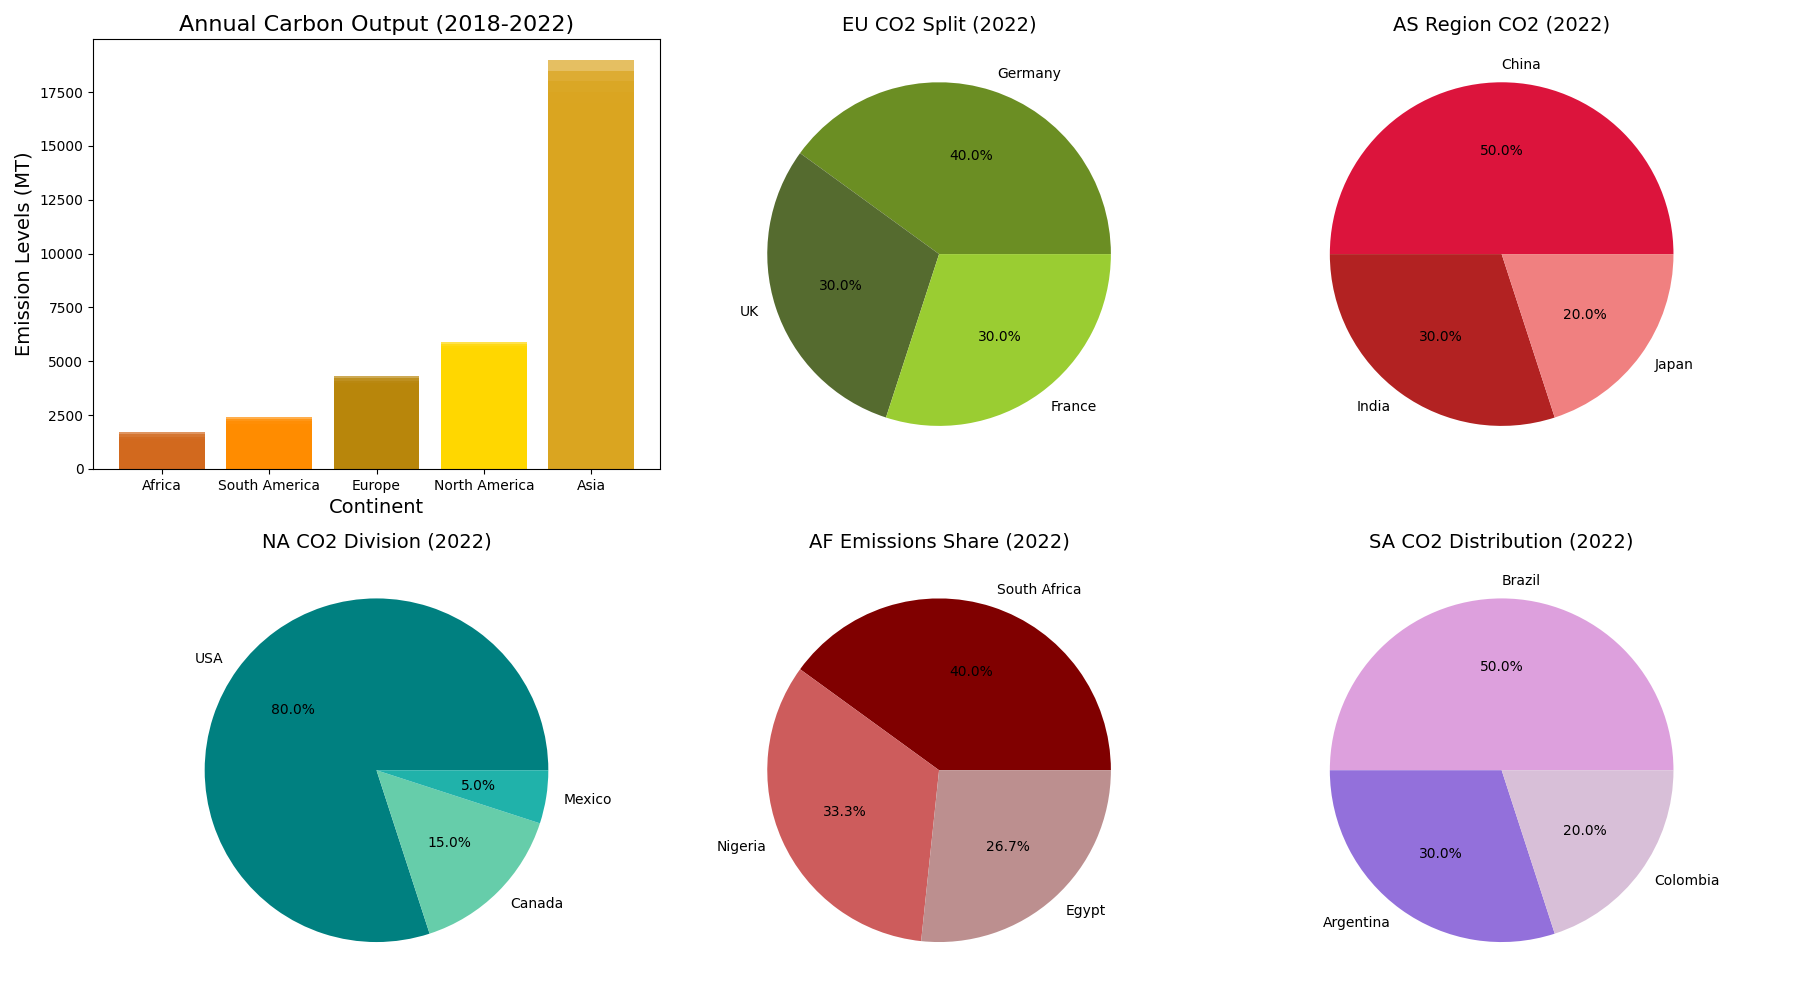 Annual Carbon Output (2018-2022)
Emission Levels (MT)
17500
15000
12500
10000
7500
5000
2500
0
Africa
South America
Europe
North America
Asia
Continent
EU CO2 Split (2022)
Germany
40.0%
UK
30.0%
30.0%
France
AS Region CO2 (2022)
China
50.0%
India
30.0%
20.0%
Japan
NA CO2 Division (2022)
USA
80.0%
5.0%
Mexico
15.0%
Canada
AF Emissions Share (2022)
South Africa
40.0%
Nigeria
33.3%
26.7%
Egypt
SA CO2 Distribution (2022)
Brazil
50.0%
Argentina
30.0%
20.0%
Colombia